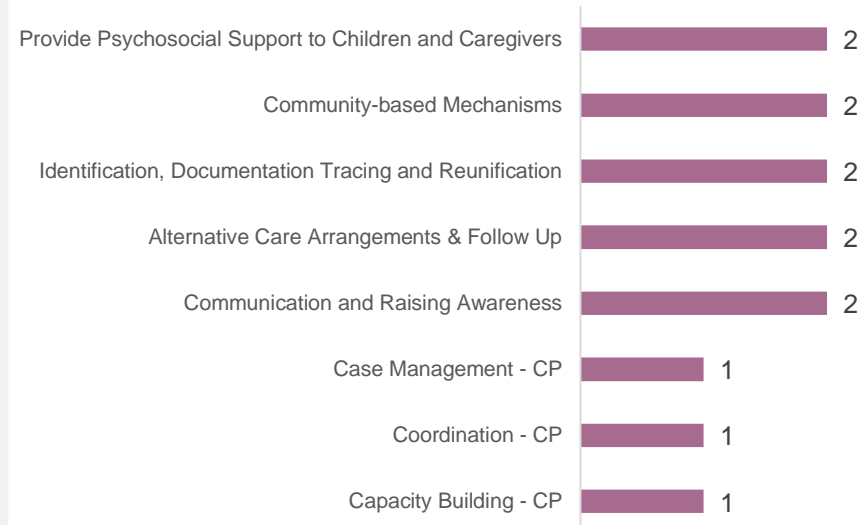 Provide Psychosocial Support to Children and Caregivers 2
Community-based Mechanisms 2
Identification, Documentation Tracing and Reunification 2
Alternative Care Arrangements & Follow Up 2
Communication and Raising Awareness 2
Case Management - CP 1
Coordination - CP 1
Capacity Building - CP 1